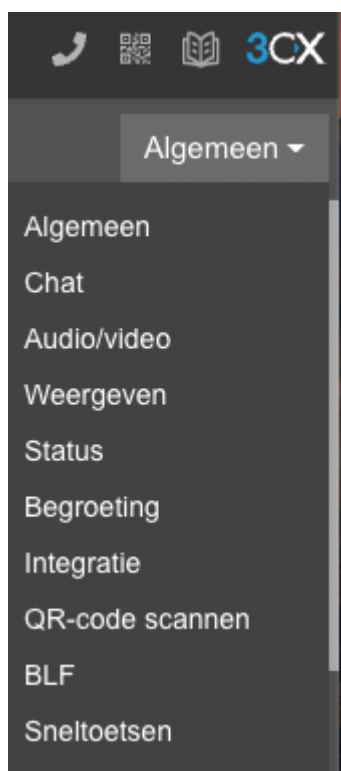 3CX
Algemeen
Algemeen
Chat
Audio/video
Weergeven
Status
Begroeting
Integratie
QR-code scannen
BLF
Sneltoetsen